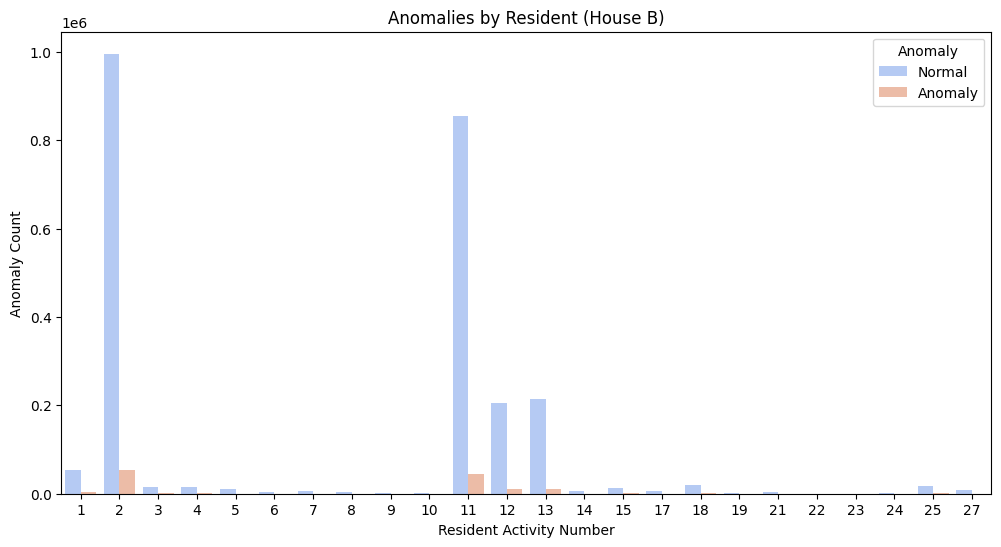 Anomalies by Resident (House B)
1e6
Anomaly
Normal
Anomaly
1.0
0.8
0.6
0.4
0.2
0.0
Anomaly Count
1 2 3 4 5 6 7 8 9 10 11 12 13 14 15 17 18 19 21 22 23 24 25 27
Resident Activity Number